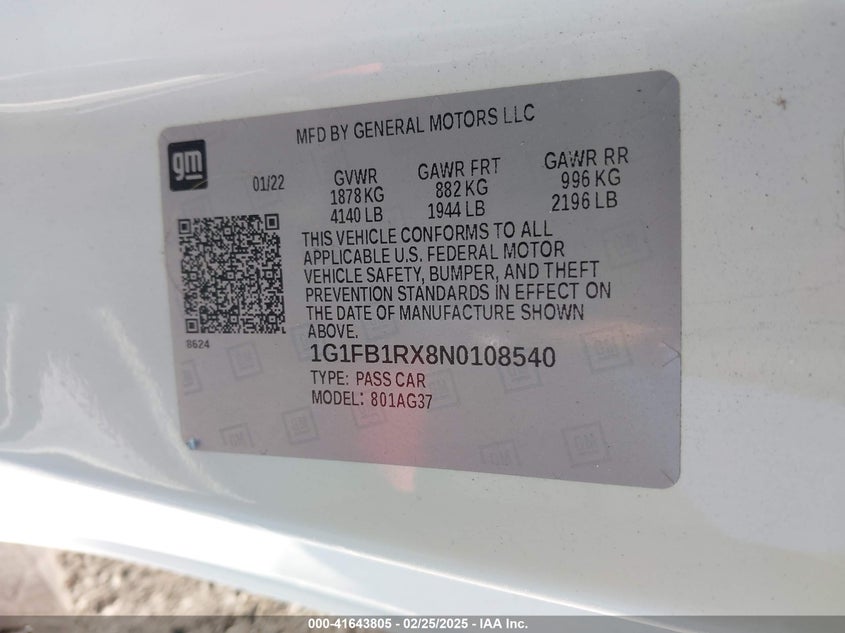 MFD BY GENERAL MOTORS LLC
gm
01/22
GVWR
1878 KG
4140 LB
GAWR FRT
882 KG
1944 LB
GAWR RR
996 KG
2196 LB
THIS VEHICLE CONFORMS TO ALL
APPLICABLE U.S. FEDERAL MOTOR
VEHICLE SAFETY, BUMPER, AND THEFT
PREVENTION STANDARDS IN EFFECT ON
THE DATE OF MANUFACTURE SHOWN
ABOVE.
8624
1G1FB1RX8N0108540
TYPE: PASS CAR
MODEL: 801AG37
000-41643805 - 02/25/2025 - IAA Inc.